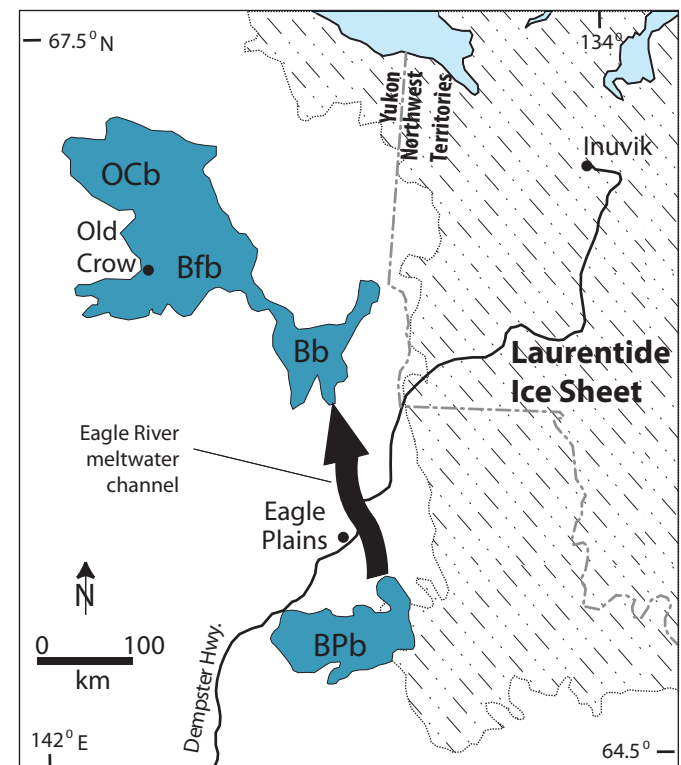 67.5° N
134°
Yukon
Northwest
Territories
Inuvik
OCb
Old
Crow
Bfb
Bb
Laurentide
Ice Sheet
Eagle River
meltwater
channel
Eagle
Plains
N
0 100
km
BPb
Dempster Hwy.
142° E
64.5°